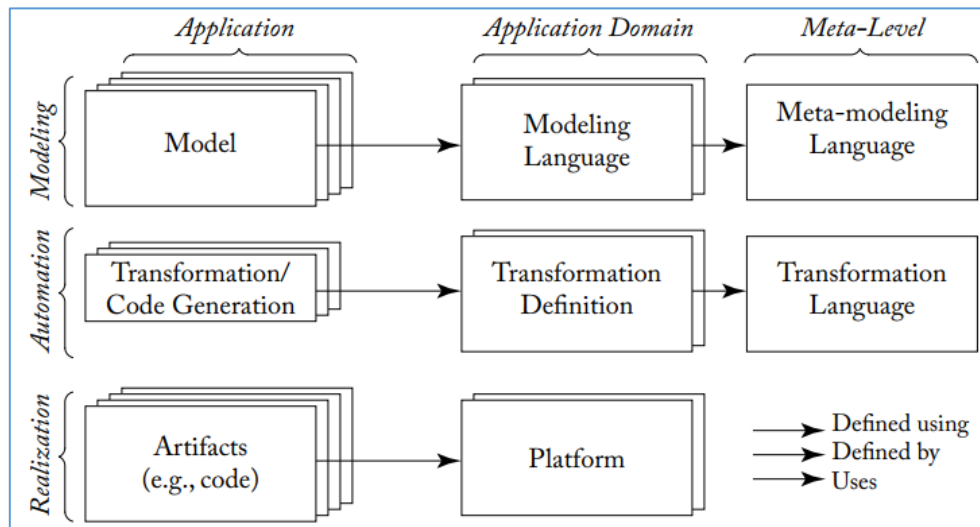 Application
Application Domain
Meta-Level
Modeling
Model
Modeling
Language
Meta-modeling
Language
Automation
Transformation/
Code Generation
Transformation
Definition
Transformation
Language
Realization
Artifacts
(e.g., code)
Platform
Defined using
Defined by
Uses